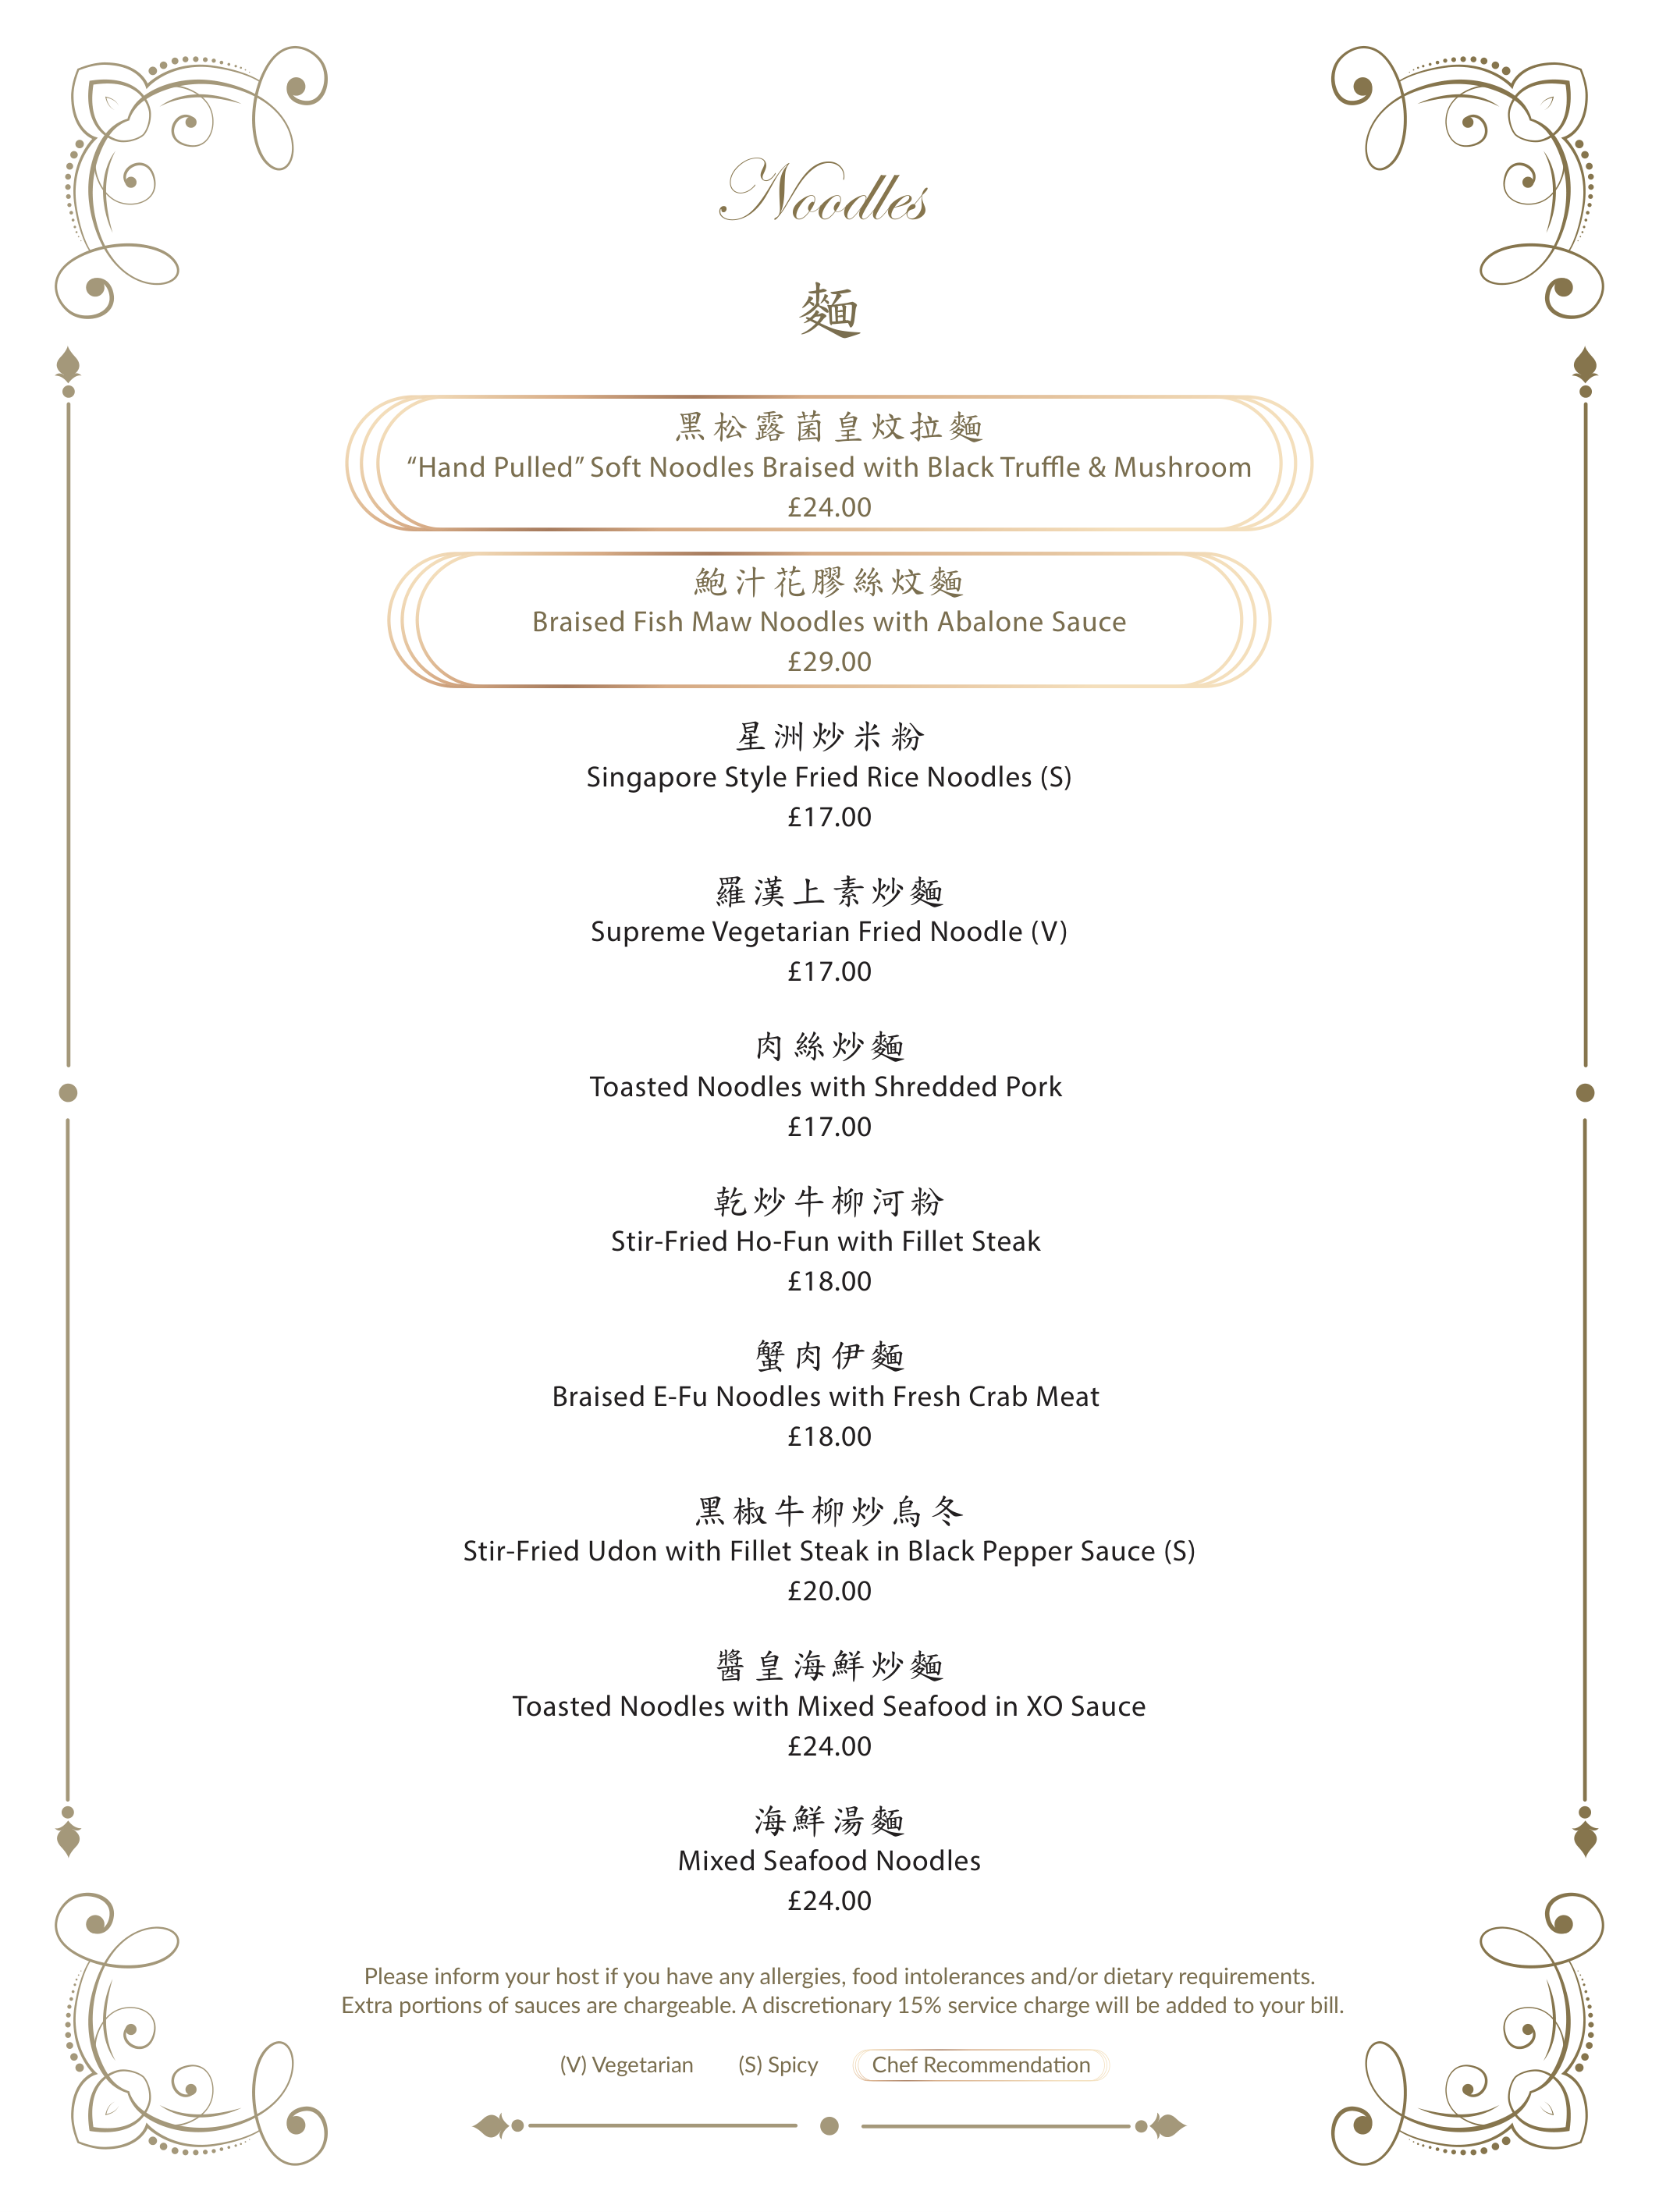 Noodles
麵
黑松露菌皇炆拉麵
“Hand Pulled” Soft Noodles Braised with Black Truffle & Mushroom
£24.00
鮑汁花膠絲炆麵
Braised Fish Maw Noodles with Abalone Sauce
£29.00
星洲炒米粉
Singapore Style Fried Rice Noodles (S)
£17.00
羅漢上素炒麵
Supreme Vegetarian Fried Noodle (V)
£17.00
肉絲炒麵
Toasted Noodles with Shredded Pork
£17.00
乾炒牛柳河粉
Stir-Fried Ho-Fun with Fillet Steak
£18.00
蟹肉伊麵
Braised E-Fu Noodles with Fresh Crab Meat
£18.00
黑椒牛柳炒烏冬
Stir-Fried Udon with Fillet Steak in Black Pepper Sauce (S)
£20.00
醬皇海鮮炒麵
Toasted Noodles with Mixed Seafood in XO Sauce
£24.00
海鮮湯麵
Mixed Seafood Noodles
£24.00
Please inform your host if you have any allergies, food intolerances and/or dietary requirements.
Extra portions of sauces are chargeable. A discretionary 15% service charge will be added to your bill.
(V) Vegetarian (S) Spicy Chef Recommendation